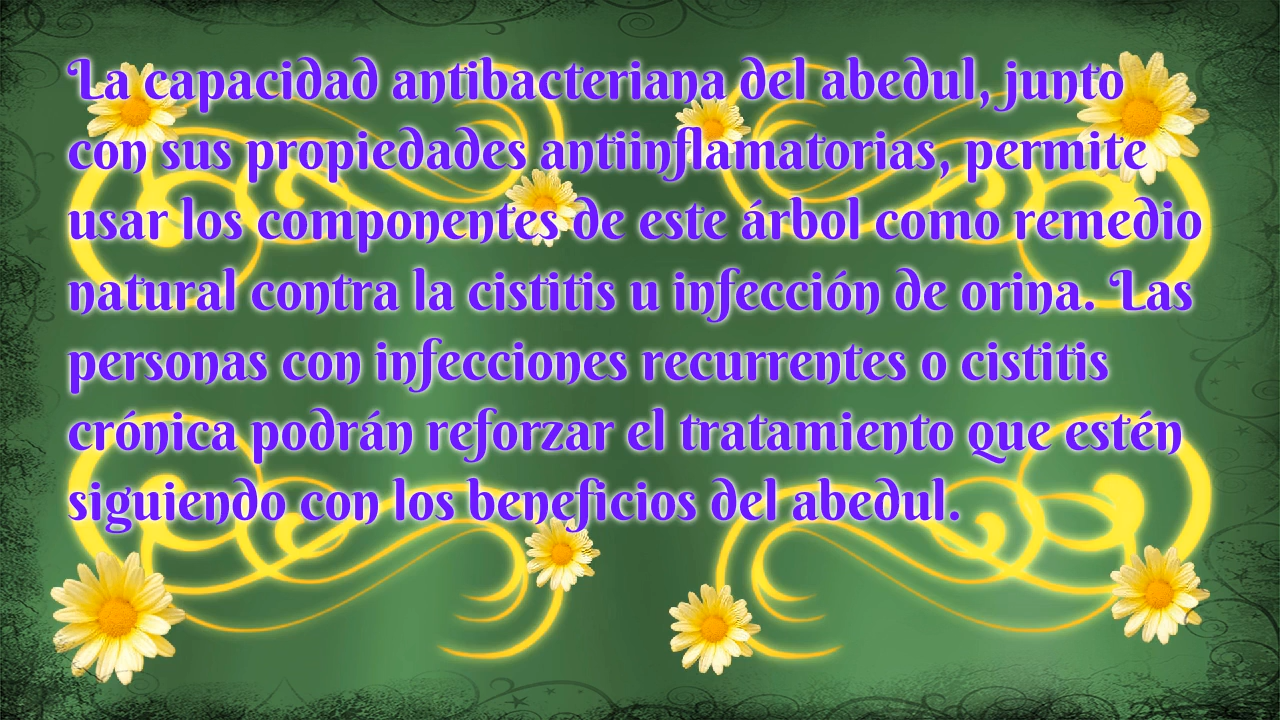 La capacidad antibacteriana del abedul, junto
con sus propiedades antiinflamatorias, permite
usar los componentes de este árbol como remedio
natural contra la cistitis u infección de orina. Las
personas con infecciones recurrentes o cistitis
crónica podrán reforzar el tratamiento que estén
siguiendo con los beneficios del abedul.